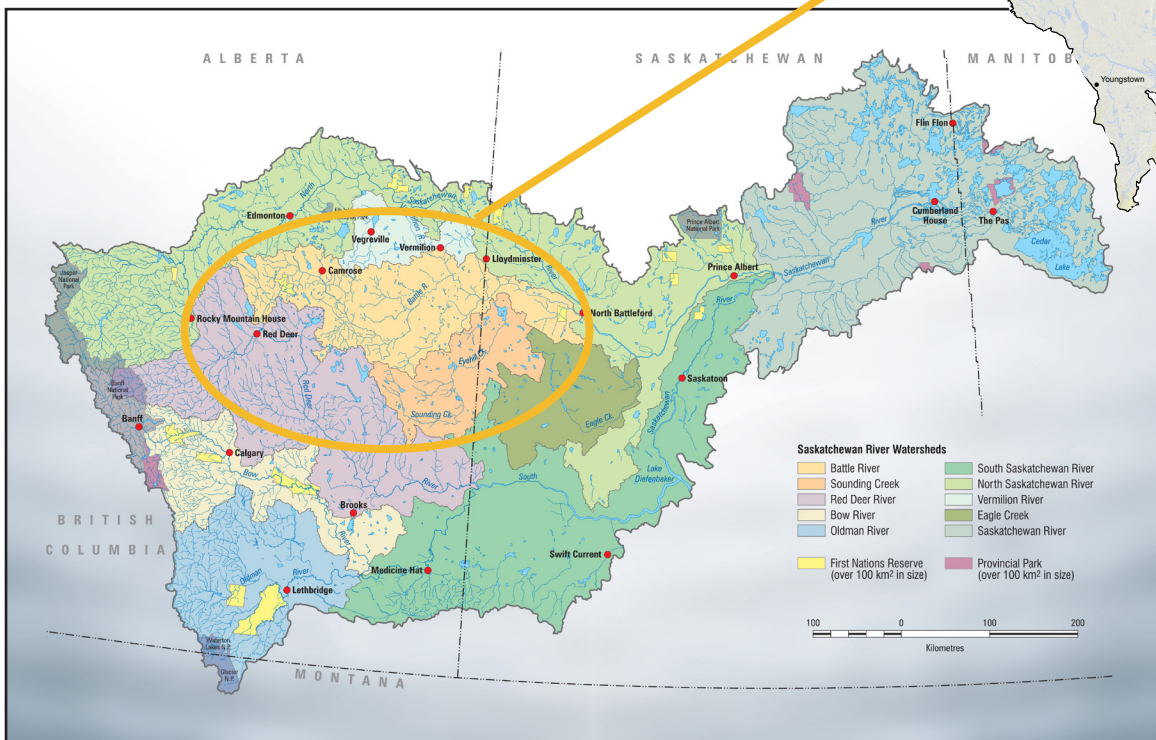 ALBERTA
SASKATCHEWAN
MANITOB
Youngstown
Flin Flon
North
Saskatchewan
Edmonton
Vegreville
Vermilion
Lloydminster
River
Camrose
Battle R.
Prince Albert
National Park
Prince Albert
River
Saskatchewan
River
Cumberland
House
The Pas
Cedar
Lake
Jasper
National
Park
Rocky Mountain House
Red Deer
North Battleford
Eyehill Ck.
Red Deer
Sounding Ck.
Eagle Ck.
Saskatoon
Saskatchewan
Banff
National
Park
Banff
Calgary
Bow
River
Brooks
River
South
Lake
Diefenbaker
BRITISH
COLUMBIA
Oldman
River
Lethbridge
Medicine Hat
Swift Current
Waterton
Lakes N.P.
Glacier
N.P.
MONTANA
Saskatchewan River Watersheds
Battle River
Sounding Creek
Red Deer River
Bow River
Oldman River
First Nations Reserve
(over 100 km² in size)
South Saskatchewan River
North Saskatchewan River
Vermilion River
Eagle Creek
Saskatchewan River
Provincial Park
(over 100 km² in size)
100 0 100 200
Kilometres